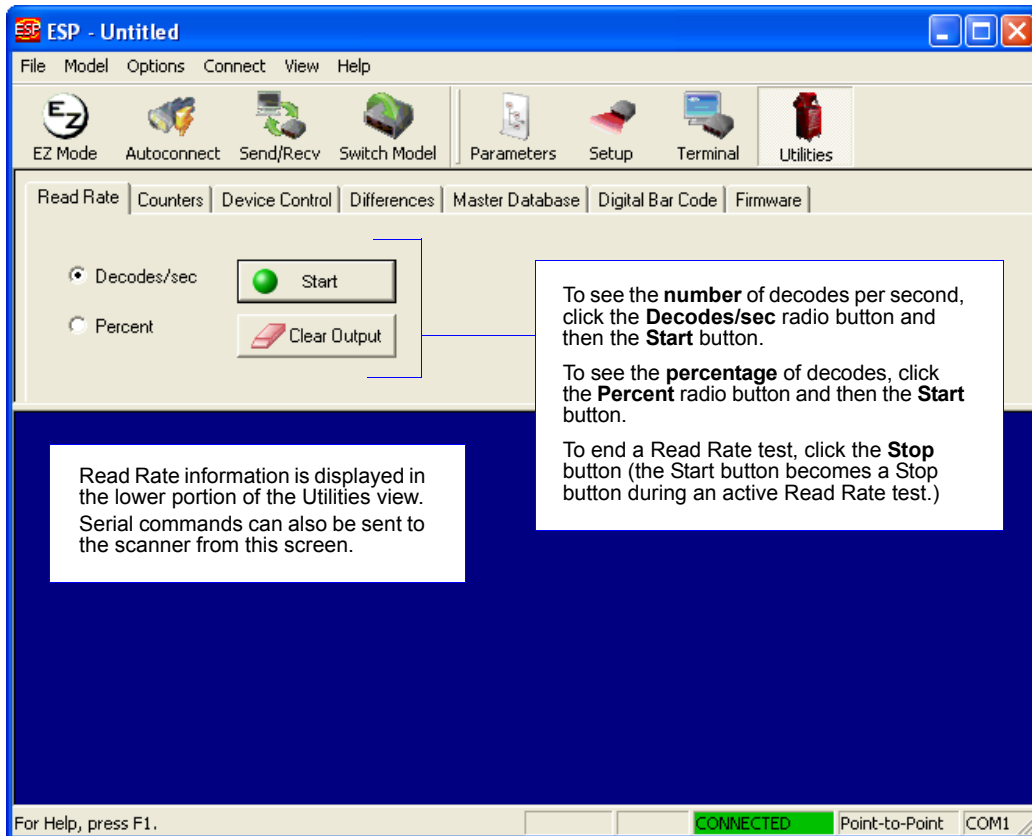 ESP ESP - Untitled
File Model Options Connect View Help
EZ
EZ Mode Autoconnect Send/Recv Switch Model Parameters Setup Terminal Utilities
Read Rate Counters Device Control Differences Master Database Digital Bar Code Firmware
Decodes/sec Start
Percent Clear Output
To see the number of decodes per second,
click the Decodes/sec radio button and
then the Start button.
To see the percentage of decodes, click
the Percent radio button and then the Start
button.
To end a Read Rate test, click the Stop
button (the Start button becomes a Stop
button during an active Read Rate test.)
Read Rate information is displayed in
the lower portion of the Utilities view.
Serial commands can also be sent to
the scanner from this screen.
For Help, press F1. CONNECTED Point-to-Point COM1